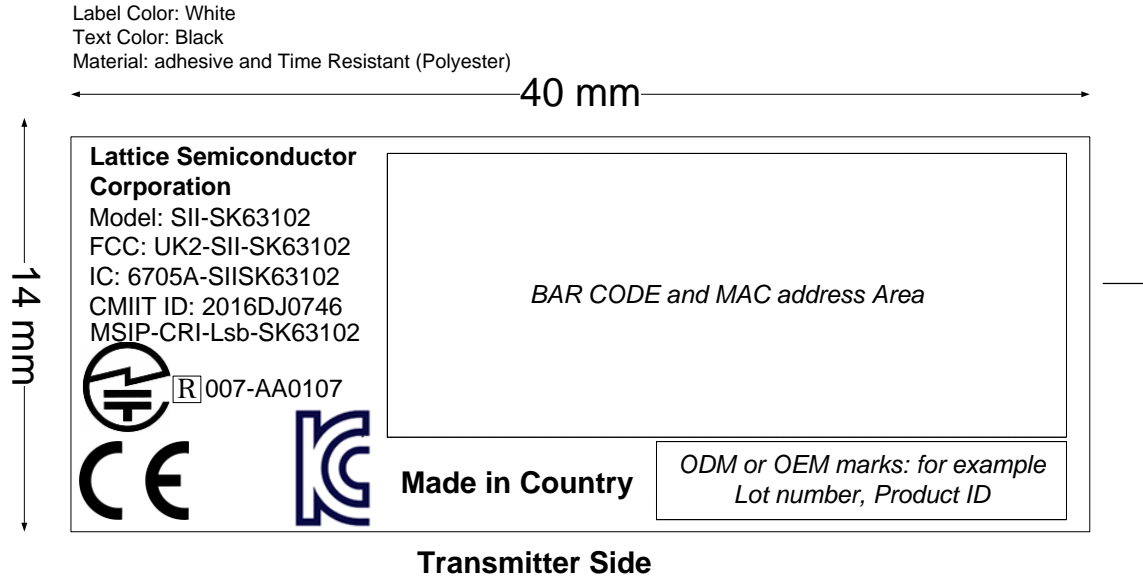 Label Color: White
Text Color: Black
Material: adhesive and Time Resistant (Polyester)
40 mm
14 mm
Lattice Semiconductor
Corporation
Model: SII-SK63102
FCC: UK2-SII-SK63102
IC: 6705A-SIISK63102
CMIIT ID: 2016DJ0746
MSIP-CRI-Lsb-SK63102
R 007-AA0107
CE
KC
BAR CODE and MAC address Area
Made in Country
ODM or OEM marks: for example
Lot number, Product ID
Transmitter Side